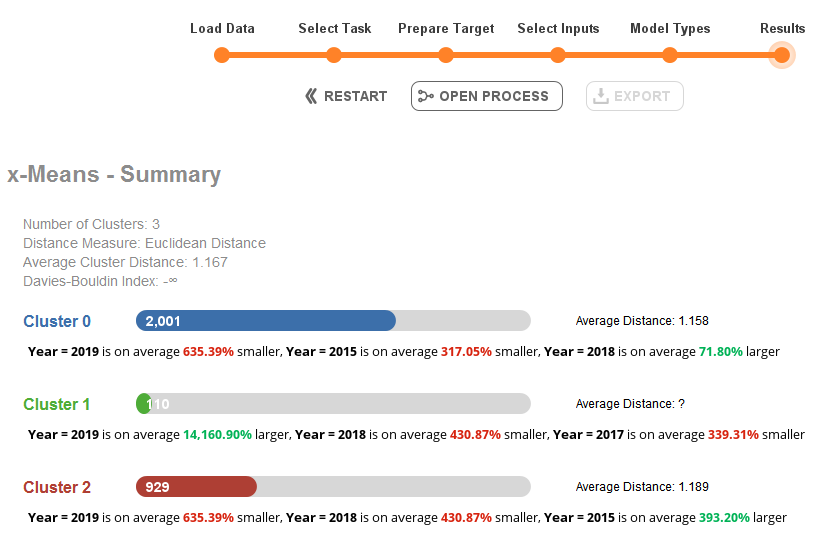 Load Data Select Task Prepare Target Select Inputs Model Types Results
RESTART OPEN PROCESS EXPORT
x-Means - Summary
Number of Clusters: 3
Distance Measure: Euclidean Distance
Average Cluster Distance: 1.167
Davies-Bouldin Index: -∞
Cluster 0 2,001 Average Distance: 1.158
Year = 2019 is on average 635.39% smaller, Year = 2015 is on average 317.05% smaller, Year = 2018 is on average 71.80% larger
Cluster 1 110 Average Distance: ?
Year = 2019 is on average 14,160.90% larger, Year = 2018 is on average 430.87% smaller, Year = 2017 is on average 339.31% smaller
Cluster 2 929 Average Distance: 1.189
Year = 2019 is on average 635.39% smaller, Year = 2018 is on average 430.87% smaller, Year = 2015 is on average 393.20% larger